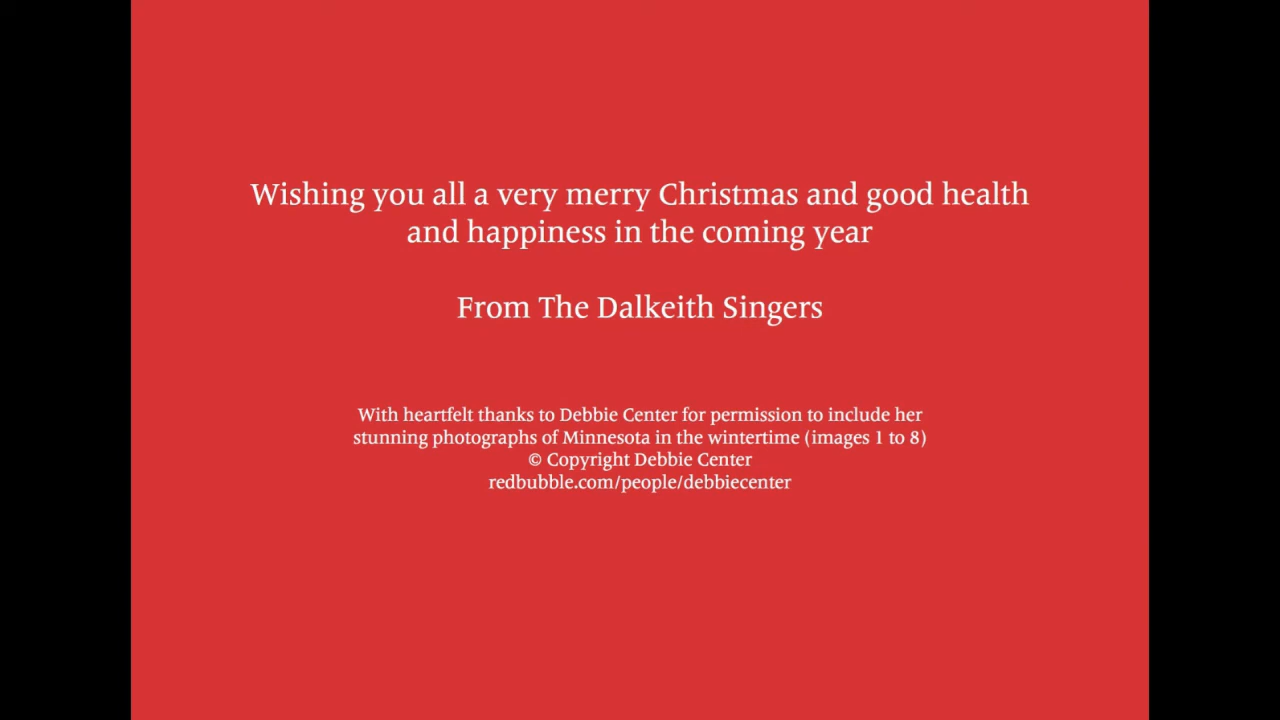 Wishing you all a very merry Christmas and good health
and happiness in the coming year
From The Dalkeith Singers
With heartfelt thanks to Debbie Center for permission to include her
stunning photographs of Minnesota in the wintertime (images 1 to 8)
© Copyright Debbie Center
redbubble.com/people/debbiecenter